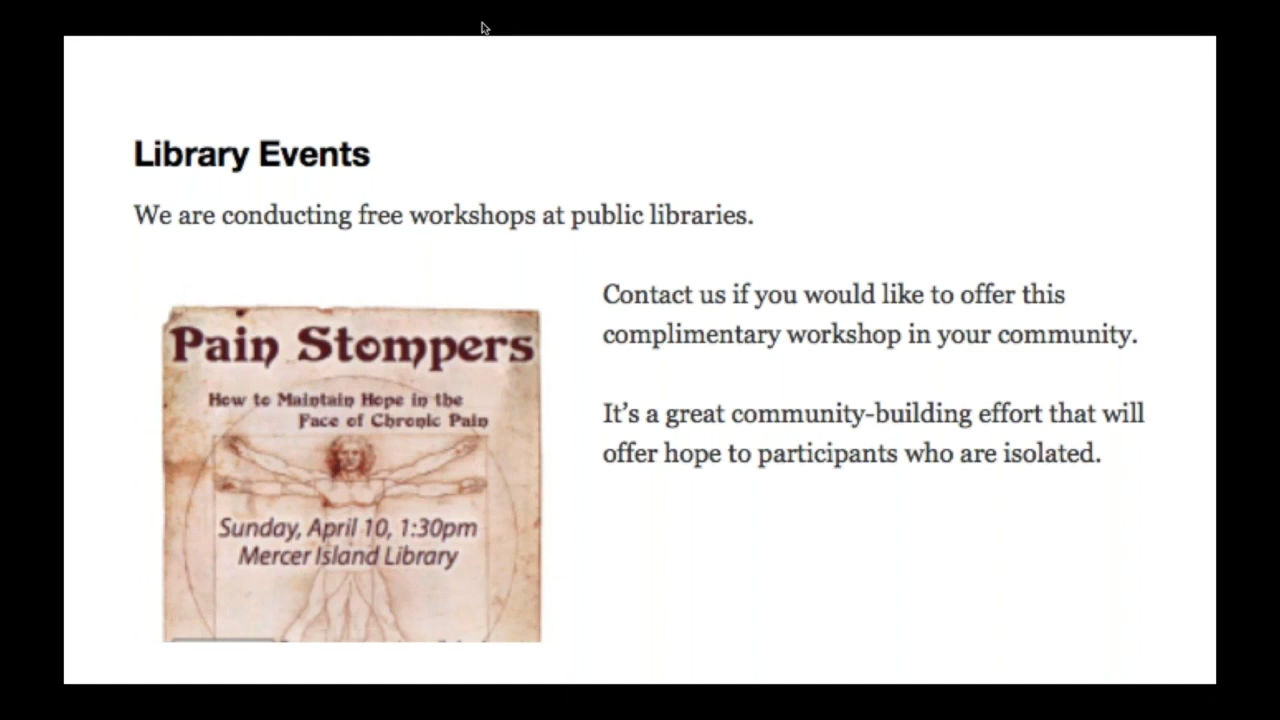 Library Events
We are conducting free workshops at public libraries.
Contact us if you would like to offer this
complimentary workshop in your community.
It’s a great community-building effort that will
offer hope to participants who are isolated.
Pain Stompers
How to Maintain Hope in the
Face of Chronic Pain
Sunday, April 10, 1:30pm
Mercer Island Library